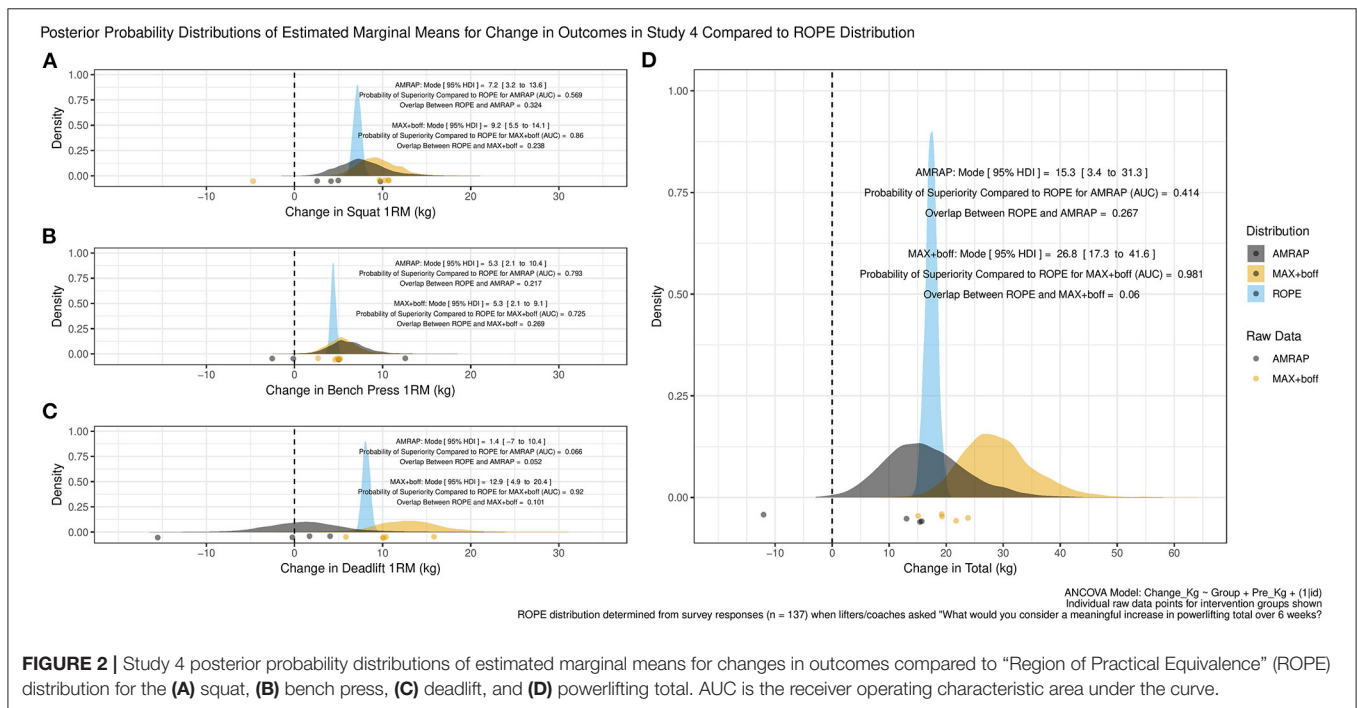 Posterior Probability Distributions of Estimated Marginal Means for Change in Outcomes in Study 4 Compared to ROPE Distribution
A
1.00
0.75
0.50
0.25
0.00
Density
AMRAP: Mode [ 95% HDI ] = 7.2 [ 3.2 to 13.6 ]
Probability of Superiority Compared to ROPE for AMRAP (AUC) = 0.569
Overlap Between ROPE and AMRAP = 0.324
MAX+boff: Mode [ 95% HDI ] = 9.2 [ 5.5 to 14.1 ]
Probability of Superiority Compared to ROPE for MAX+boff (AUC) = 0.86
Overlap Between ROPE and MAX+boff = 0.238
−10 0 10 20 30
Change in Squat 1RM (kg)
B
1.00
0.75
0.50
0.25
0.00
Density
AMRAP: Mode [ 95% HDI ] = 5.3 [ 2.1 to 10.4 ]
Probability of Superiority Compared to ROPE for AMRAP (AUC) = 0.793
Overlap Between ROPE and AMRAP = 0.217
MAX+boff: Mode [ 95% HDI ] = 5.3 [ 2.1 to 9.1 ]
Probability of Superiority Compared to ROPE for MAX+boff (AUC) = 0.725
Overlap Between ROPE and MAX+boff = 0.269
−10 0 10 20 30
Change in Bench Press 1RM (kg)
C
1.00
0.75
0.50
0.25
0.00
Density
AMRAP: Mode [ 95% HDI ] = 1.4 [ −7 to 10.4 ]
Probability of Superiority Compared to ROPE for AMRAP (AUC) = 0.066
Overlap Between ROPE and AMRAP = 0.052
MAX+boff: Mode [ 95% HDI ] = 12.9 [ 4.9 to 20.4 ]
Probability of Superiority Compared to ROPE for MAX+boff (AUC) = 0.92
Overlap Between ROPE and MAX+boff = 0.101
−10 0 10 20 30
Change in Deadlift 1RM (kg)
D
1.00
0.75
0.50
0.25
0.00
Density
AMRAP: Mode [ 95% HDI ] = 15.3 [ 3.4 to 31.3 ]
Probability of Superiority Compared to ROPE for AMRAP (AUC) = 0.414
Overlap Between ROPE and AMRAP = 0.267
MAX+boff: Mode [ 95% HDI ] = 26.8 [ 17.3 to 41.6 ]
Probability of Superiority Compared to ROPE for MAX+boff (AUC) = 0.981
Overlap Between ROPE and MAX+boff = 0.06
−20 −10 0 10 20 30 40 50 60
Change in Total (kg)
Distribution
AMRAP
MAX+boff
ROPE
Raw Data
AMRAP
MAX+boff
ANCOVA Model: Change_Kg ~ Group + Pre_Kg + (1|id)
Individual raw data points for intervention groups shown
ROPE distribution determined from survey responses (n = 137) when lifters/coaches asked "What would you consider a meaningful increase in powerlifting total over 6 weeks?
FIGURE 2 | Study 4 posterior probability distributions of estimated marginal means for changes in outcomes compared to “Region of Practical Equivalence” (ROPE)
distribution for the (A) squat, (B) bench press, (C) deadlift, and (D) powerlifting total. AUC is the receiver operating characteristic area under the curve.